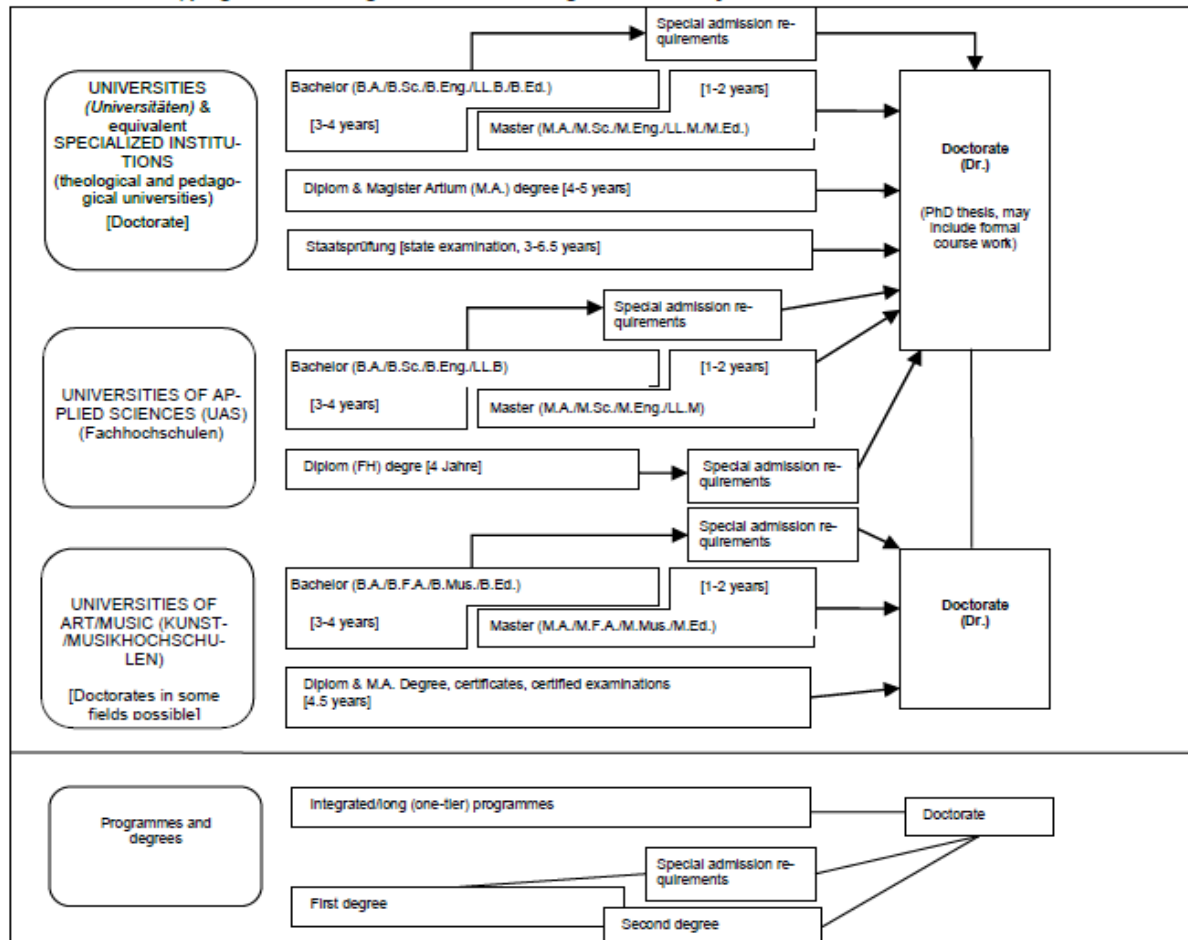 Special admission re-
quirements
UNIVERSITIES
(Universitäten) &
equivalent
SPECIALIZED INSTITU-
TIONS
(theological and pedago-
gical universities)
[Doctorate]
Bachelor (B.A./B.Sc./B.Eng./LL.B./B.Ed.)
[3-4 years]
[1-2 years]
Master (M.A./M.Sc./M.Eng./LL.M./M.Ed.)
Diplom & Magister Artium (M.A.) degree [4-5 years]
Staatsprüfung [state examination, 3-6.5 years]
Doctorate
(Dr.)
(PhD thesis, may
include formal
course work)
UNIVERSITIES OF AP-
PLIED SCIENCES (UAS)
(Fachhochschulen)
Special admission re-
quirements
Bachelor (B.A./B.Sc./B.Eng./LL.B)
[3-4 years]
[1-2 years]
Master (M.A./M.Sc./M.Eng./LL.M)
Diplom (FH) degre [4 Jahre]
Special admission re-
quirements
UNIVERSITIES OF
ART/MUSIC (KUNST-
/MUSIKHOCHSCHU-
LEN)
[Doctorates in some
fields possible]
Special admission re-
quirements
Bachelor (B.A./B.F.A./B.Mus./B.Ed.)
[3-4 years]
[1-2 years]
Master (M.A./M.F.A./M.Mus./M.Ed.)
Diplom & M.A. Degree, certificates, certified examinations
[4.5 years]
Doctorate
(Dr.)
Programmes and
degrees
Integrated/long (one-tier) programmes
Doctorate
Special admission re-
quirements
First degree
Second degree